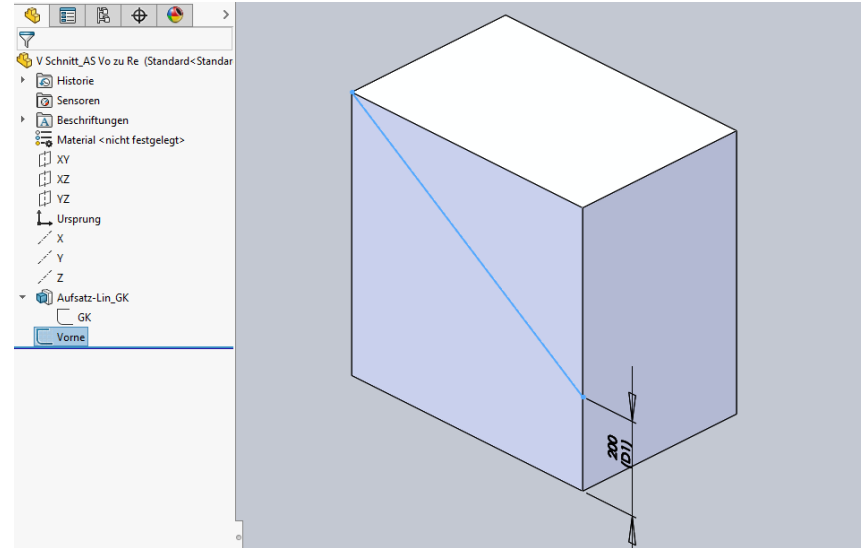 V Schnitt_AS Vo zu Re (Standard<Standar
Historie
Sensoren
Beschriftungen
Material <nicht festgelegt>
XY
XZ
YZ
Ursprung
X
Y
Z
Aufsatz-Lin_GK
GK
Vorne
200
(D1)